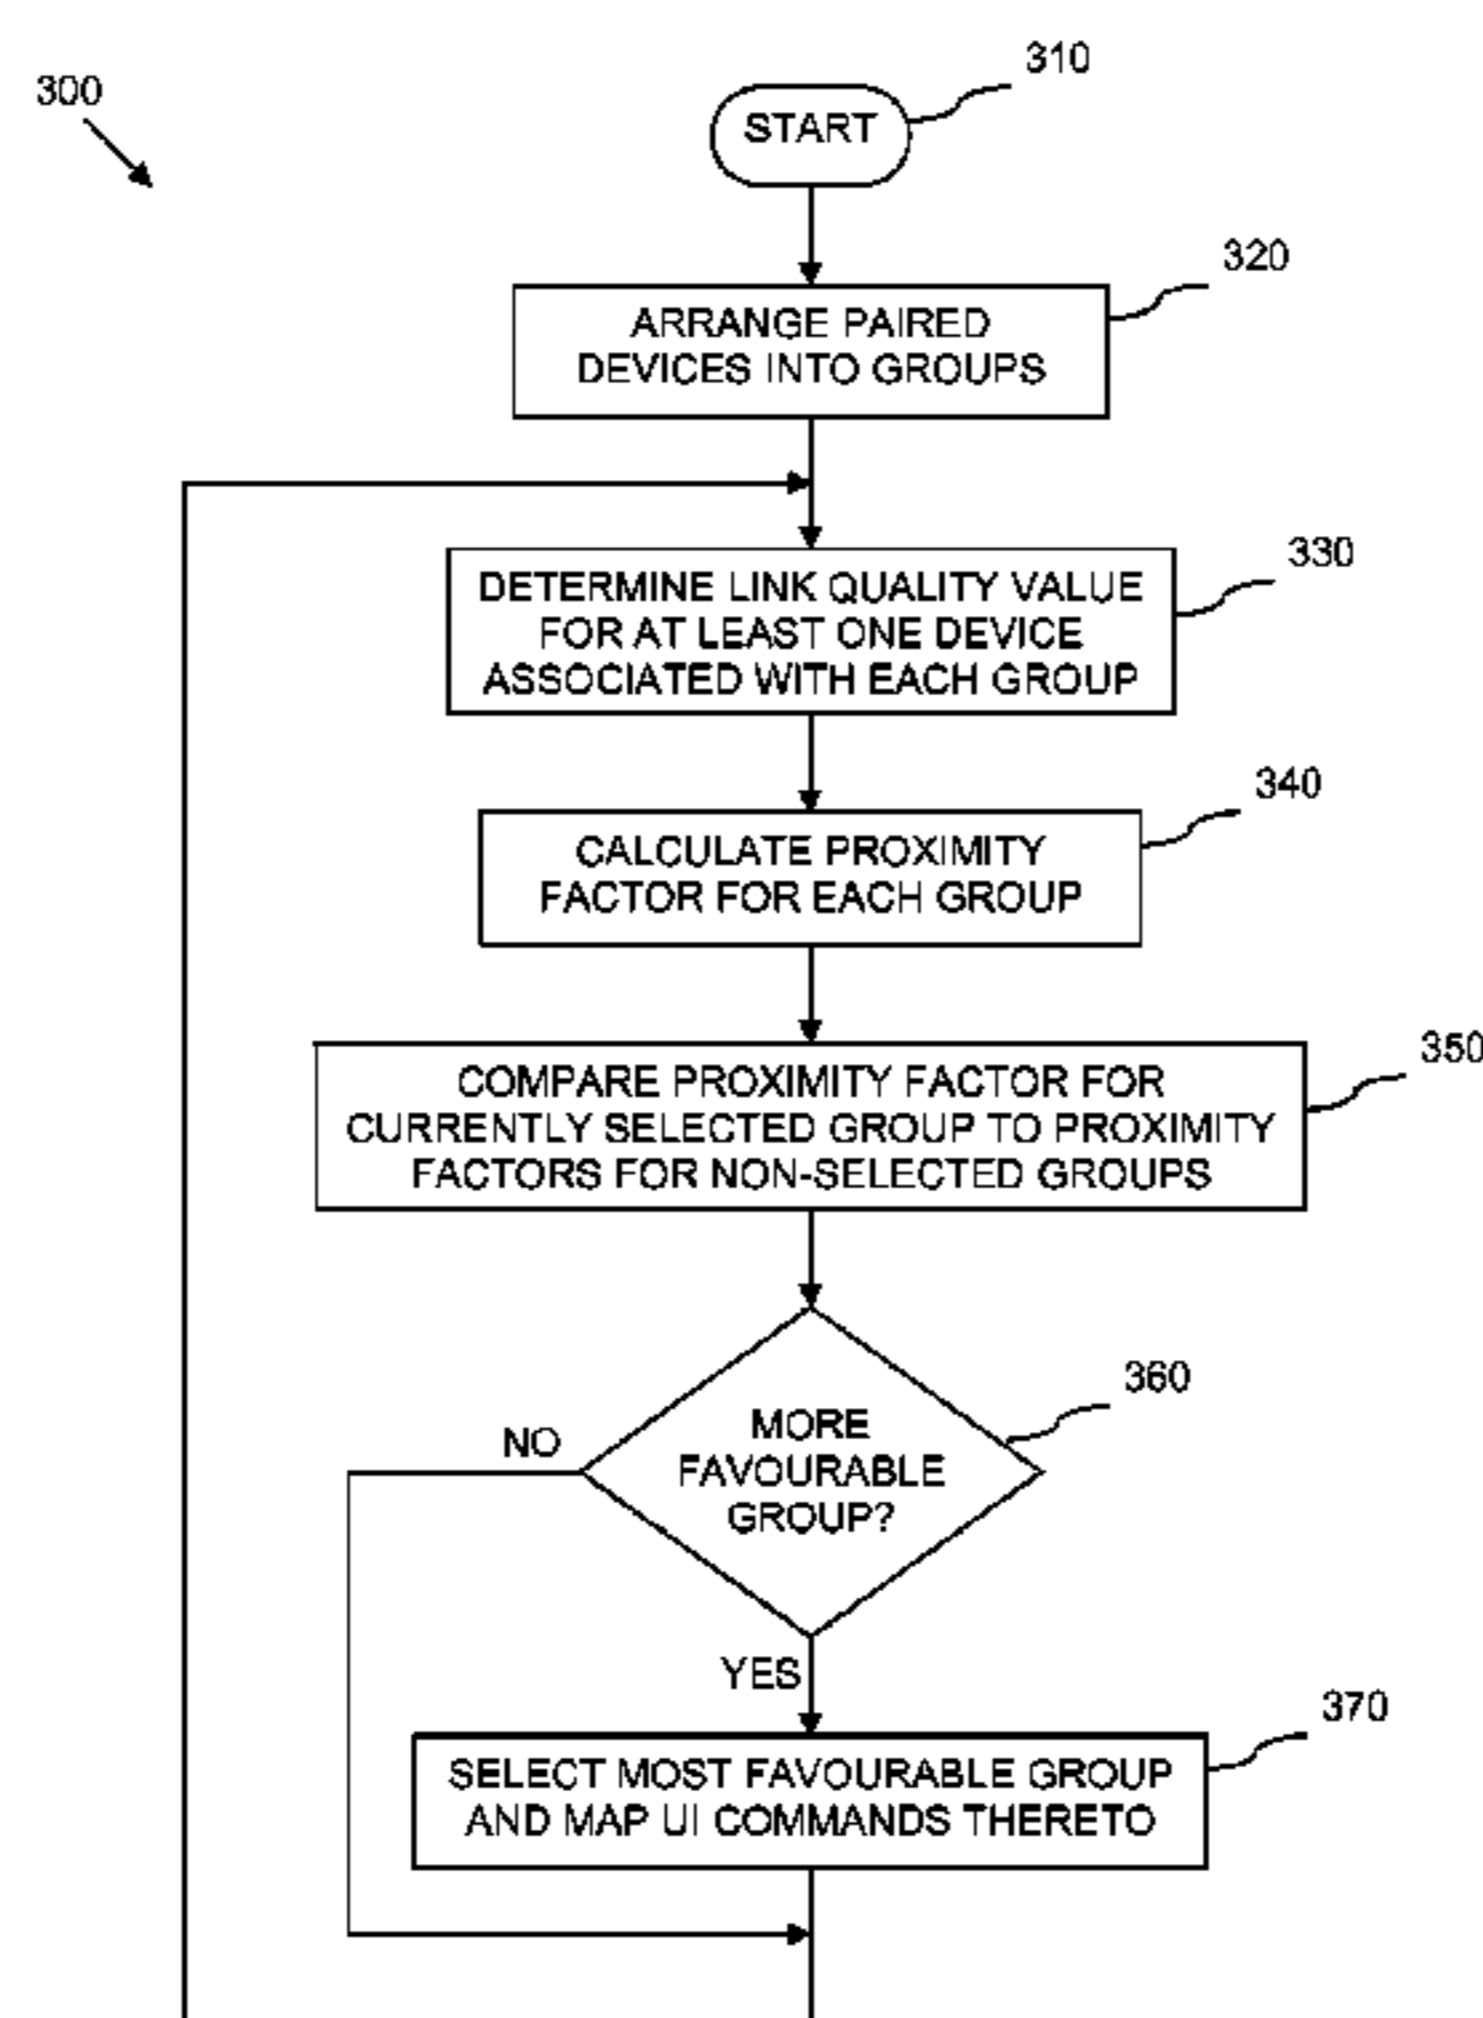 300
310
START
320
ARRANGE PAIRED
DEVICES INTO GROUPS
330
DETERMINE LINK QUALITY VALUE
FOR AT LEAST ONE DEVICE
ASSOCIATED WITH EACH GROUP
340
CALCULATE PROXIMITY
FACTOR FOR EACH GROUP
350
COMPARE PROXIMITY FACTOR FOR
CURRENTLY SELECTED GROUP TO PROXIMITY
FACTORS FOR NON-SELECTED GROUPS
360
NO
MORE
FAVOURABLE
GROUP?
YES
370
SELECT MOST FAVOURABLE GROUP
AND MAP UI COMMANDS THERETO